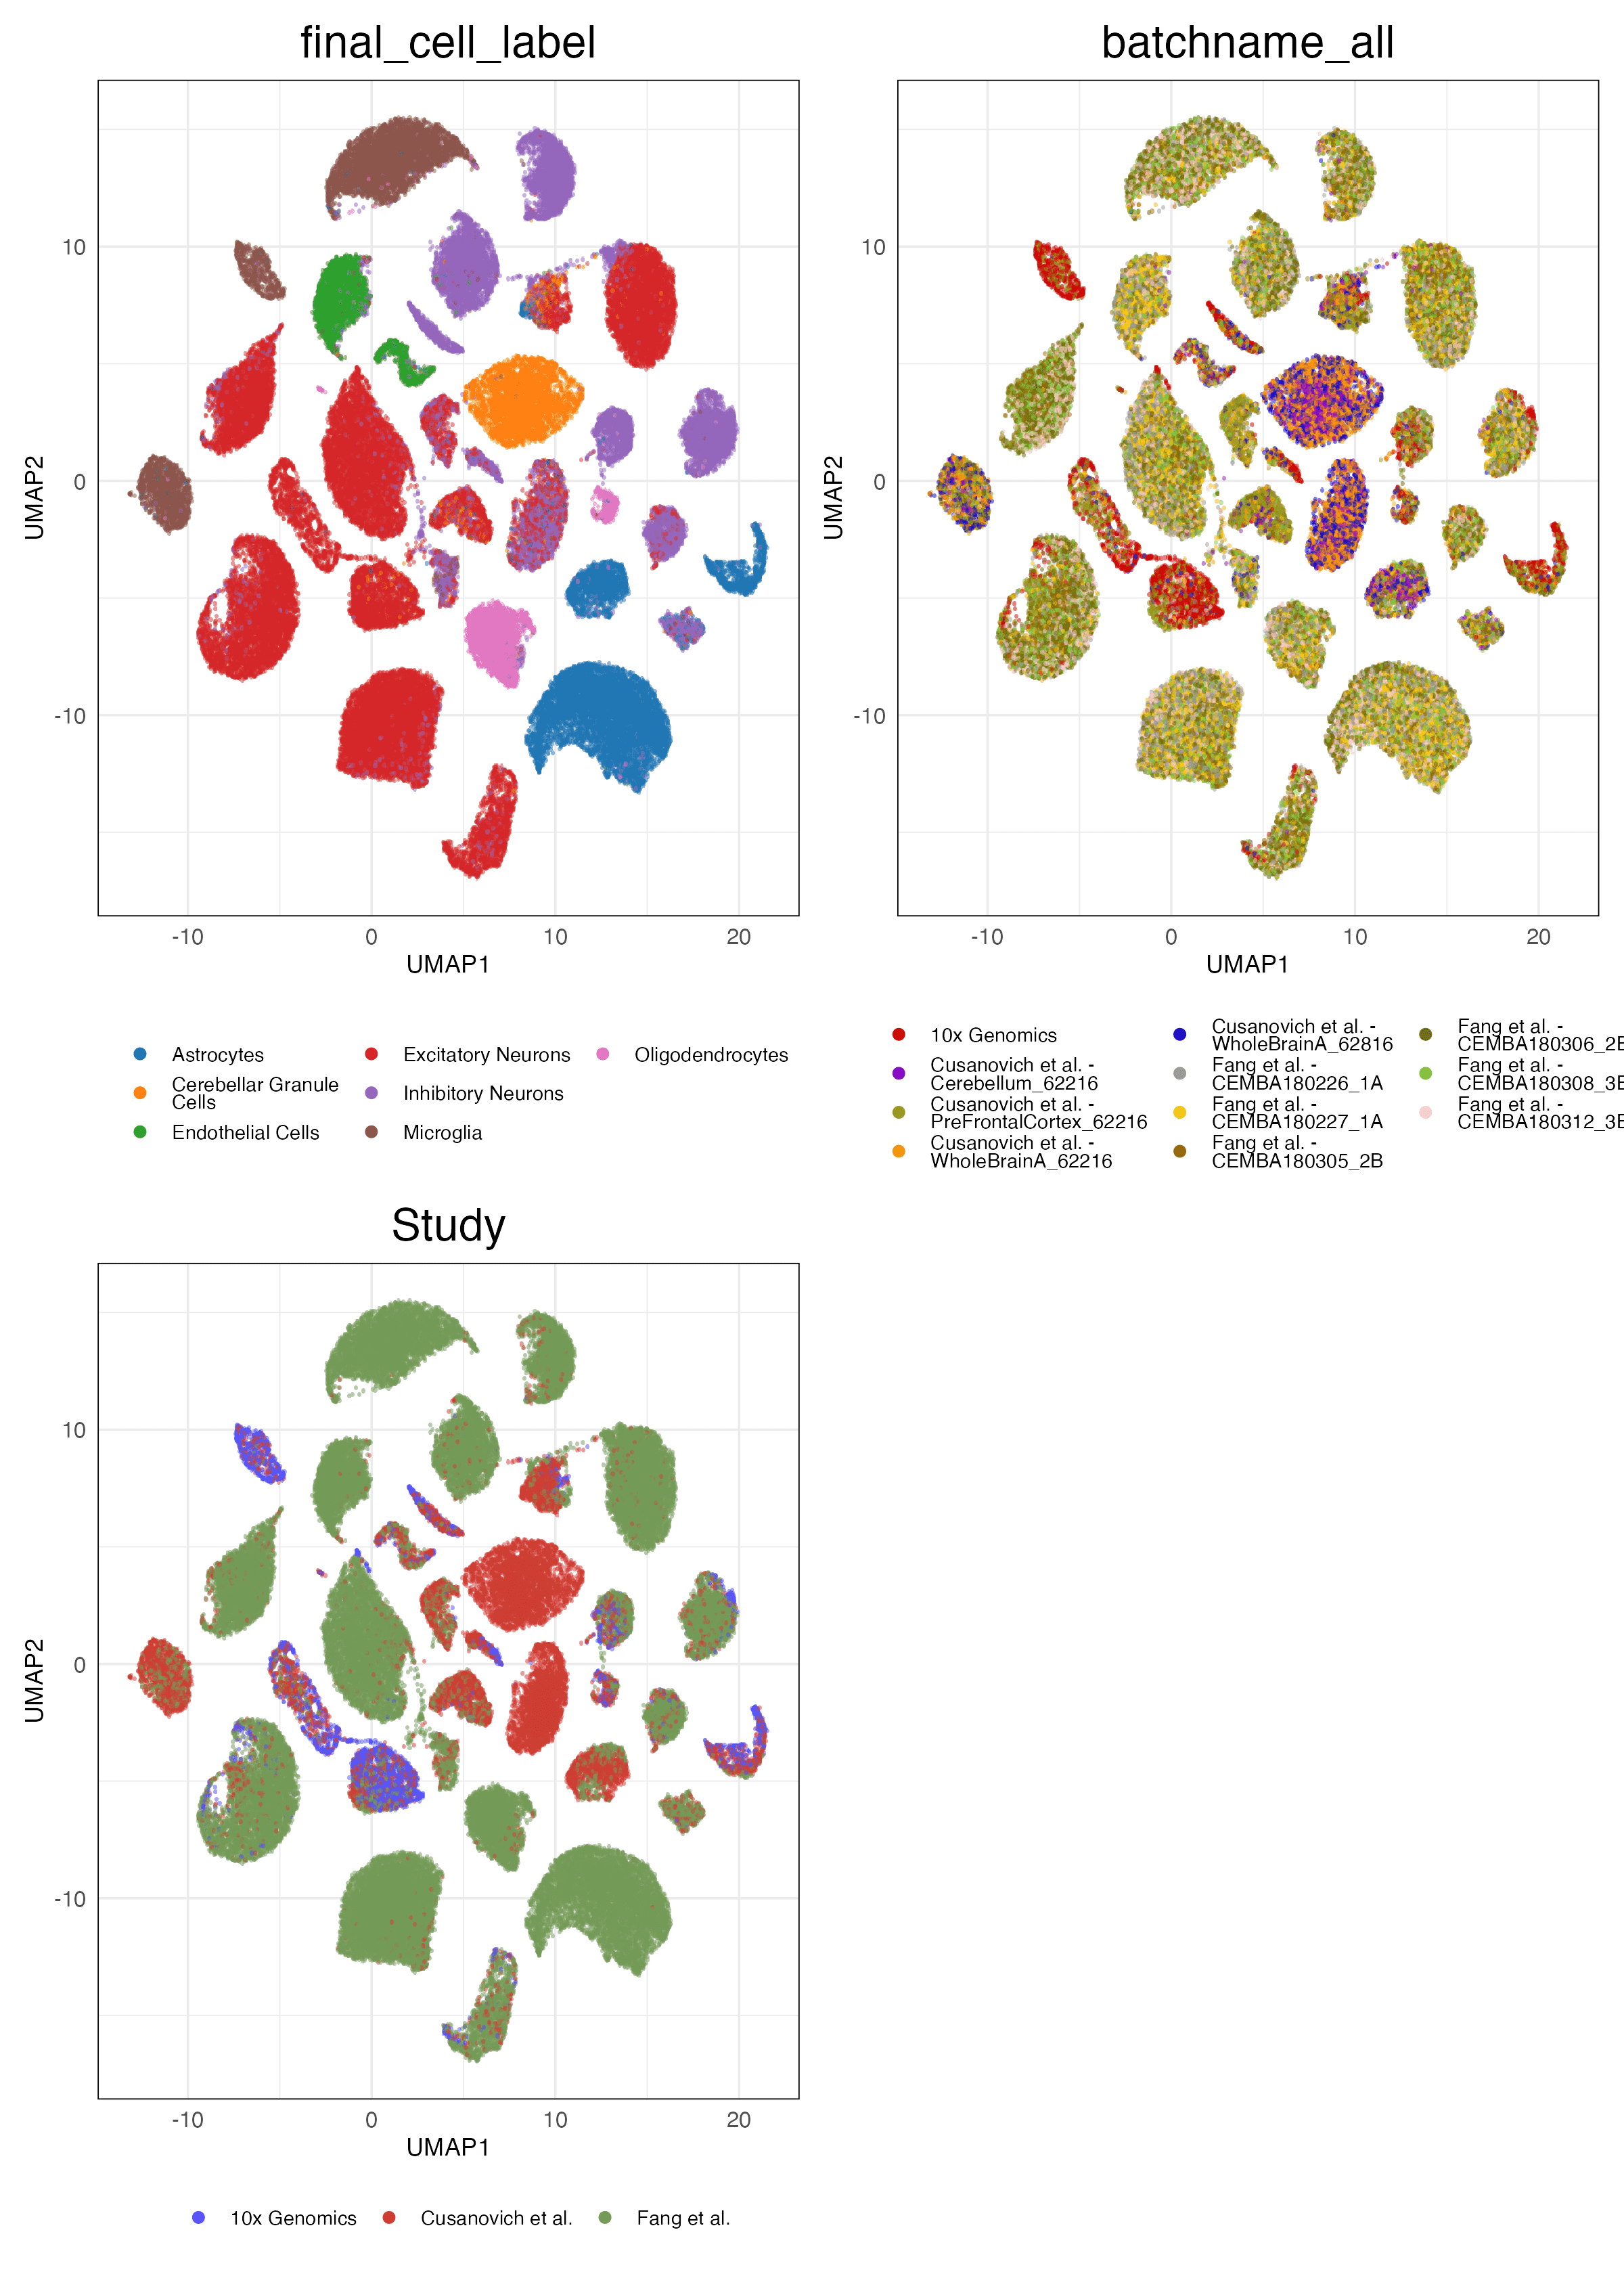 final_cell_label
batchname_all
UMAP2
10
0
-10
-10
0
10
20
UMAP1
UMAP2
10
0
-10
-10
0
10
20
UMAP1
Astrocytes
Cerebellar Granule
Cells
Endothelial Cells
Excitatory Neurons
Inhibitory Neurons
Microglia
Oligodendrocytes
10x Genomics
Cusanovich et al. -
Cerebellum_62216
Cusanovich et al. -
PreFrontalCortex_62216
Cusanovich et al. -
WholeBrainA_62216
Cusanovich et al. -
WholeBrainA_62816
Fang et al. -
CEMBA180226_1A
Fang et al. -
CEMBA180227_1A
Fang et al. -
CEMBA180305_2B
Fang et al. -
CEMBA180306_2
Fang et al. -
CEMBA180308_3
Fang et al. -
CEMBA180312_3
Study
UMAP2
10
0
-10
-10
0
10
20
UMAP1
10x Genomics
Cusanovich et al.
Fang et al.